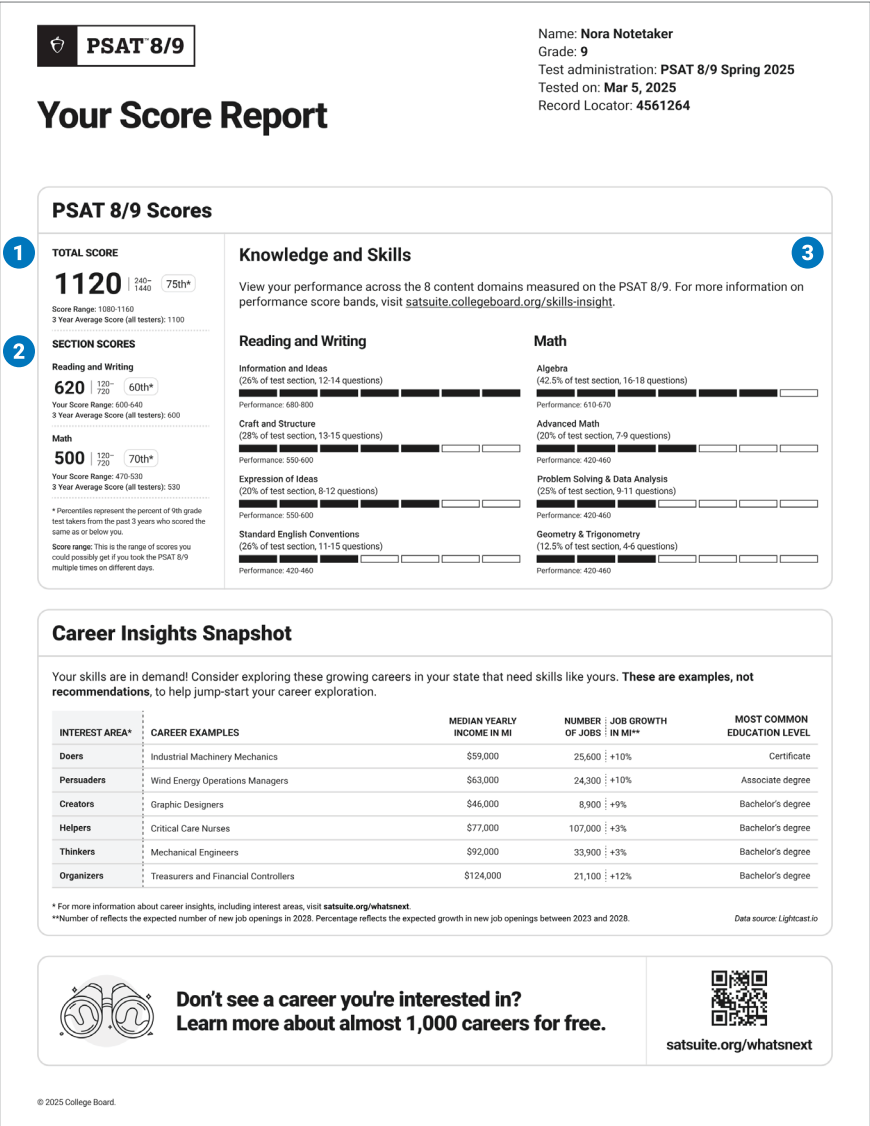 PSAT™ 8/9
Name: Nora Notetaker
Grade: 9
Test administration: PSAT 8/9 Spring 2025
Tested on: Mar 5, 2025
Record Locator: 4561264
Your Score Report
PSAT 8/9 Scores
1
TOTAL SCORE
1120
240–
1440
75th*
Score Range: 1080-1160
3 Year Average Score (all testers): 1100
2
SECTION SCORES
Reading and Writing
620
120–
720
60th*
Your Score Range: 600-640
3 Year Average Score (all testers): 600
Math
500
120–
720
70th*
Your Score Range: 470-530
3 Year Average Score (all testers): 530
* Percentiles represent the percent of 9th grade
test takers from the past 3 years who scored the
same as or below you.
Score range: This is the range of scores you
could possibly get if you took the PSAT 8/9
multiple times on different days.
Knowledge and Skills
3
View your performance across the 8 content domains measured on the PSAT 8/9. For more information on
performance score bands, visit satsuite.collegeboard.org/skills-insight.
Reading and Writing
Information and Ideas
(26% of test section, 12-14 questions)
Performance: 680-800
Craft and Structure
(28% of test section, 13-15 questions)
Performance: 550-600
Expression of Ideas
(20% of test section, 8-12 questions)
Performance: 550-600
Standard English Conventions
(26% of test section, 11-15 questions)
Performance: 420-460
Math
Algebra
(42.5% of test section, 16-18 questions)
Performance: 610-670
Advanced Math
(20% of test section, 7-9 questions)
Performance: 420-460
Problem Solving & Data Analysis
(25% of test section, 9-11 questions)
Performance: 420-460
Geometry & Trigonometry
(12.5% of test section, 4-6 questions)
Performance: 420-460
Career Insights Snapshot
Your skills are in demand! Consider exploring these growing careers in your state that need skills like yours. These are examples, not
recommendations, to help jump-start your career exploration.
INTEREST AREA* CAREER EXAMPLES MEDIAN YEARLY INCOME IN MI NUMBER OF JOBS JOB GROWTH IN MI** MOST COMMON EDUCATION LEVEL
Doers Industrial Machinery Mechanics $59,000 25,600 +10% Certificate
Persuaders Wind Energy Operations Managers $63,000 24,300 +10% Associate degree
Creators Graphic Designers $46,000 8,900 +9% Bachelor's degree
Helpers Critical Care Nurses $77,000 107,000 +3% Bachelor's degree
Thinkers Mechanical Engineers $92,000 33,900 +3% Bachelor's degree
Organizers Treasurers and Financial Controllers $124,000 21,100 +12% Bachelor's degree
* For more information about career insights, including interest areas, visit satsuite.org/whatsnext.
**Number of reflects the expected number of new job openings in 2028. Percentage reflects the expected growth in new job openings between 2023 and 2028.
Data source: Lightcast.io
Don't see a career you're interested in?
Learn more about almost 1,000 careers for free.
satsuite.org/whatsnext
© 2025 College Board.